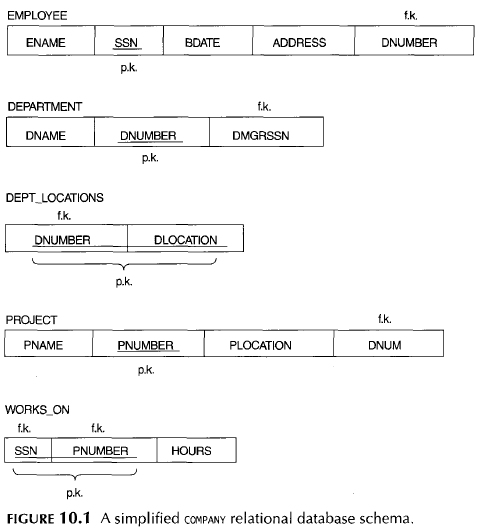 EMPLOYEE f.k.
ENAME SSN BDATE ADDRESS DNUMBER
p.k.
DEPARTMENT f.k.
DNAME DNUMBER DMGRSSN
p.k.
DEPT_LOCATIONS
f.k.
DNUMBER DLOCATION
p.k.
PROJECT f.k.
PNAME PNUMBER PLOCATION DNUM
p.k.
WORKS_ON
f.k. f.k.
SSN PNUMBER HOURS
p.k.
FIGURE 10.1 A simplified COMPANY relational database schema.